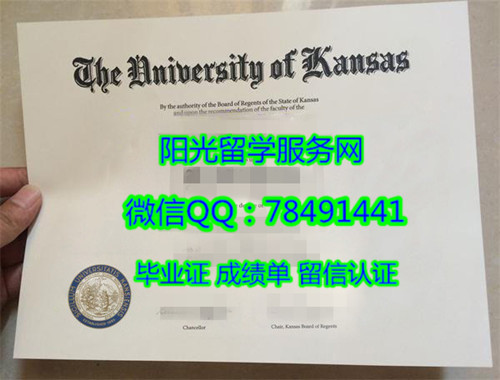 The University of Kansas
By the authority of the Board of Regents of the State of Kansas
and upon the recommendation of the faculty of the
阳光留学服务网
微信QQ：78491441
毕业证 成绩单 留信认证
Chancellor
Chair, Kansas Board of Regents